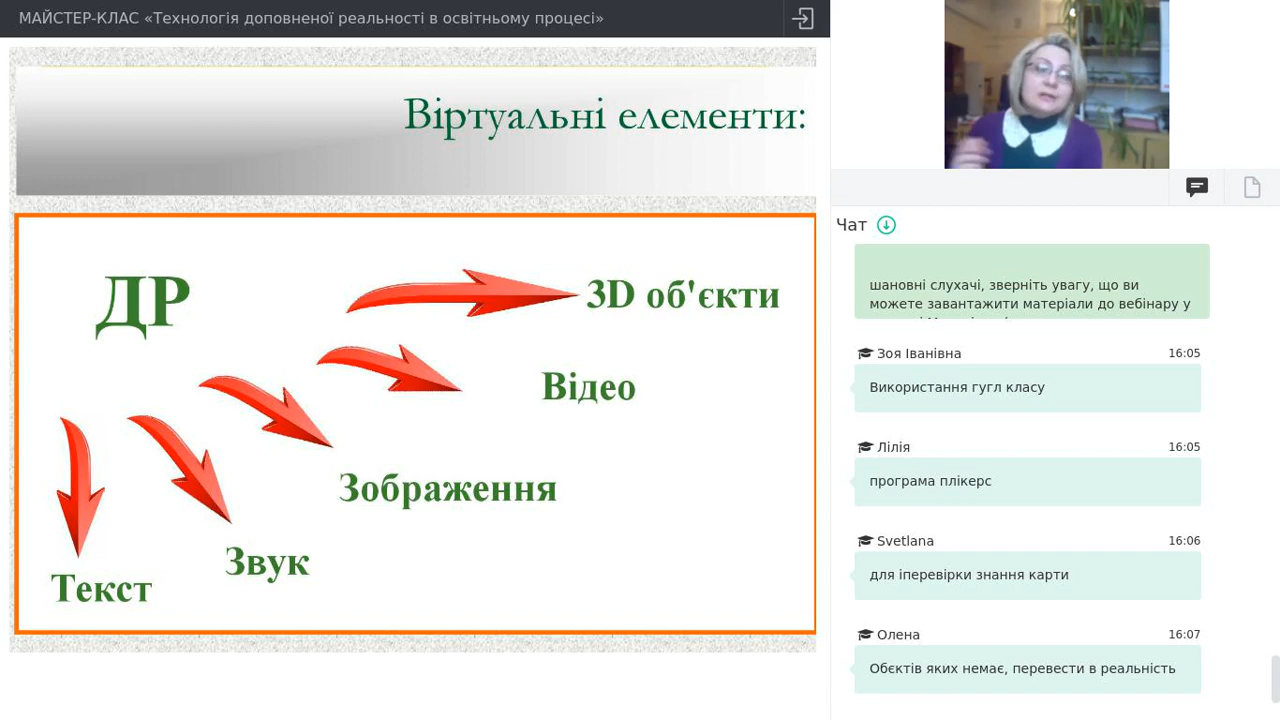 МАЙСТЕР-КЛАС «Технологія доповненої реальності в освітньому процесі»
Віртуальні елементи:
ДР
3D об'єкти
Відео
Зображення
Звук
Текст
Чат
шановні слухачі, зверніть увагу, що ви
можете завантажити матеріали до вебінару у
Зоя Іванівна 16:05
Використання гугл класу
Лілія 16:05
програма плікерс
Svetlana 16:06
для іперевірки знання карти
Олена 16:07
Обєктів яких немає, перевести в реальність